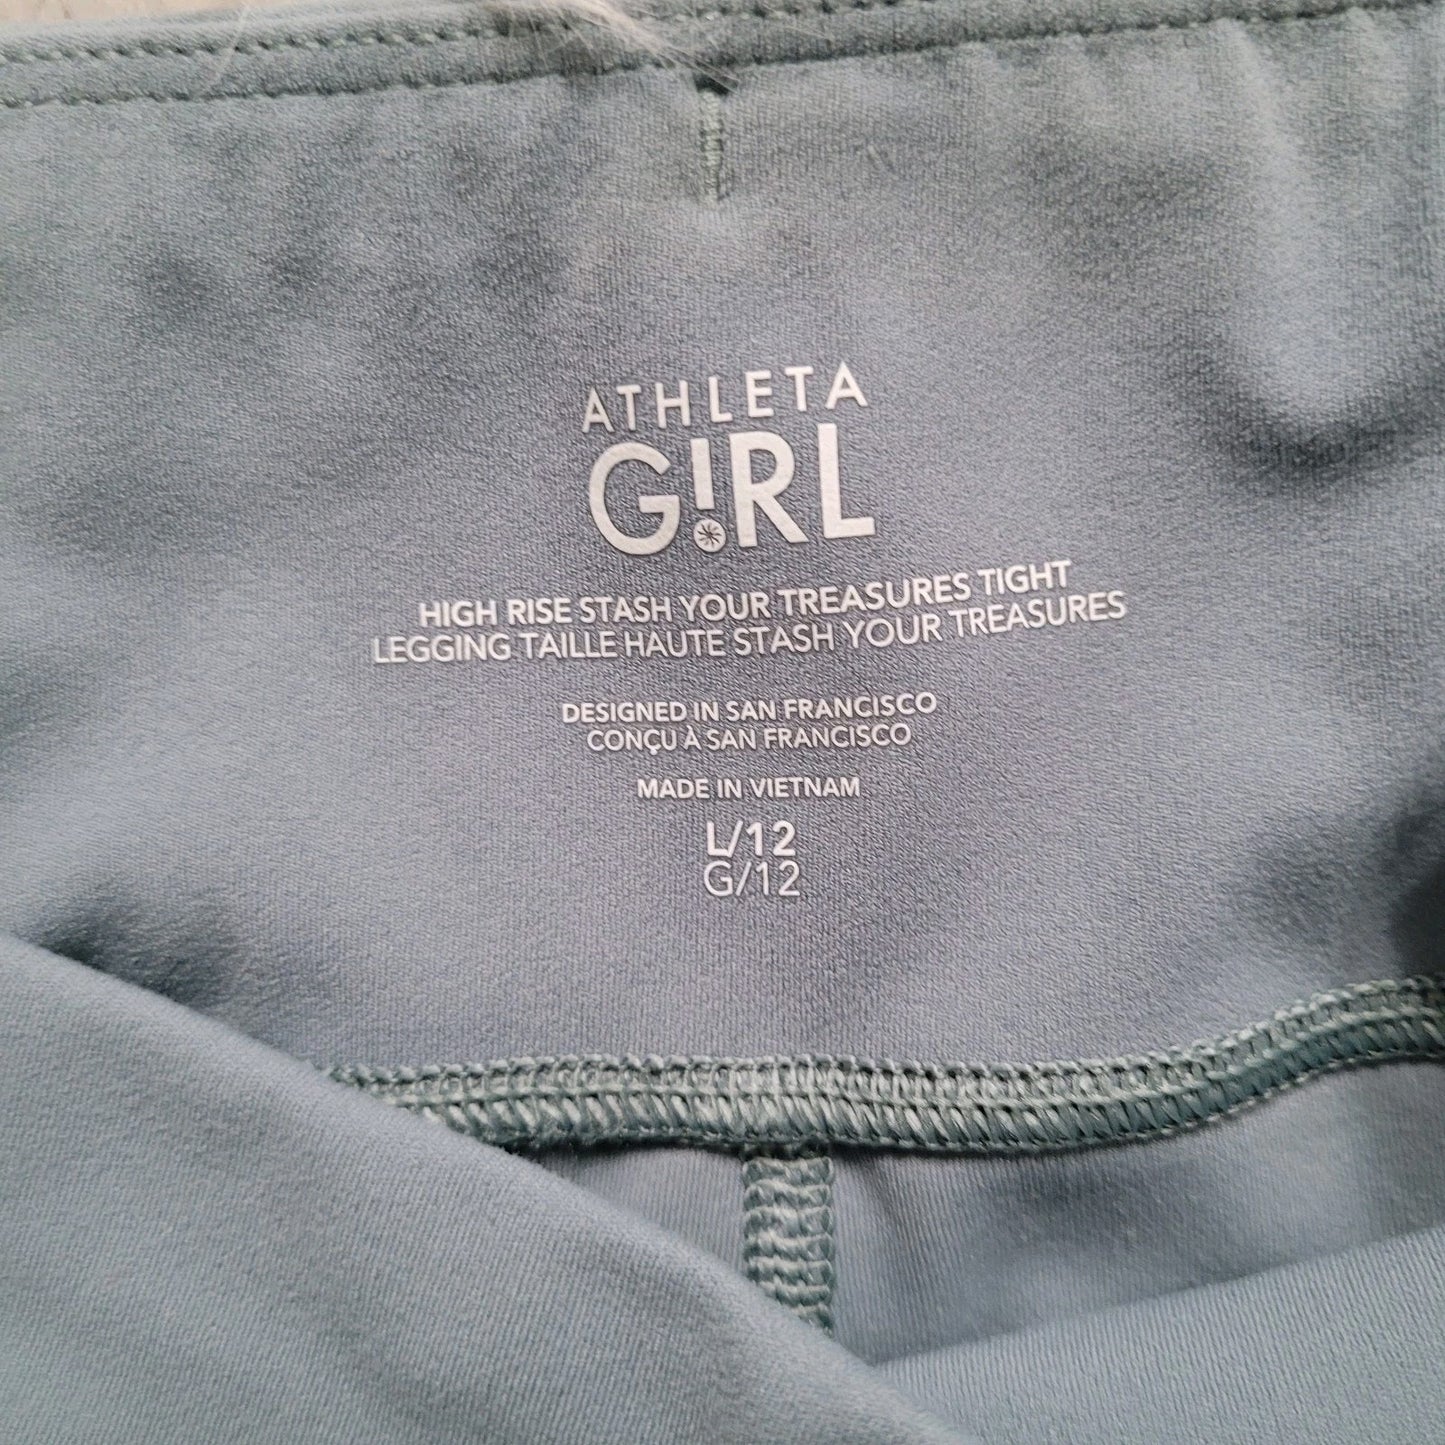 ATHLETA
G!RL
HIGH RISE STASH YOUR TREASURES TIGHT
LEGGING TAILLE HAUTE STASH YOUR TREASURES
DESIGNED IN SAN FRANCISCO
CONÇU À SAN FRANCISCO
MADE IN VIETNAM
L/12
G/12